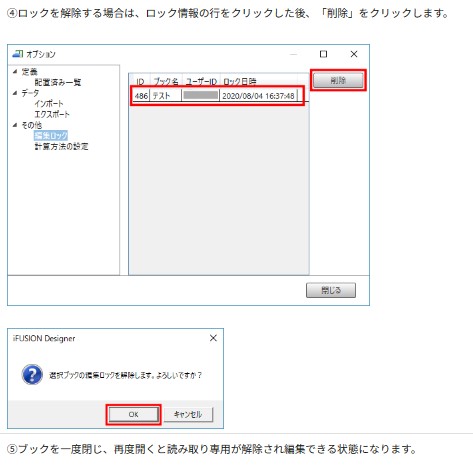 ④ロックを解除する場合は、ロック情報の行をクリックした後、「削除」をクリックします。
オプション
定義
配置済み一覧
データ
インポート
エクスポート
その他
編集ロック
計算方法の設定
ID ブック名 ユーザーID ロック日時
486 テスト 2020/08/04 16:37:48
削除
閉じる
iFUSION Designer
選択ブックの編集ロックを解除します。よろしいですか？
OK キャンセル
⑤ブックを一度閉じ、再度開くと読み取り専用が解除され編集できる状態になります。